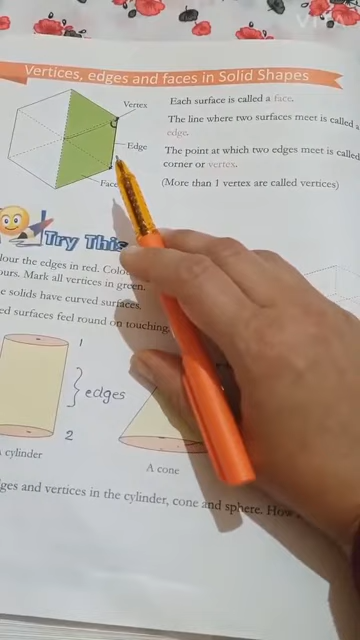 VIVO
Vertices, edges and faces in Solid Shapes
Vertex
Each surface is called a face.
The line where two surfaces meet is called a
edge.
Edge
The point at which two edges meet is called
corner or vertex.
Face
(More than 1 vertex are called vertices)
Try This
lour the edges in red. Colou
ours. Mark all vertices in green.
e solids have curved surfaces.
ed surfaces feel round on touching.
1
edges
2
cylinder
A cone
ges and vertices in the cylinder, cone and sphere. How